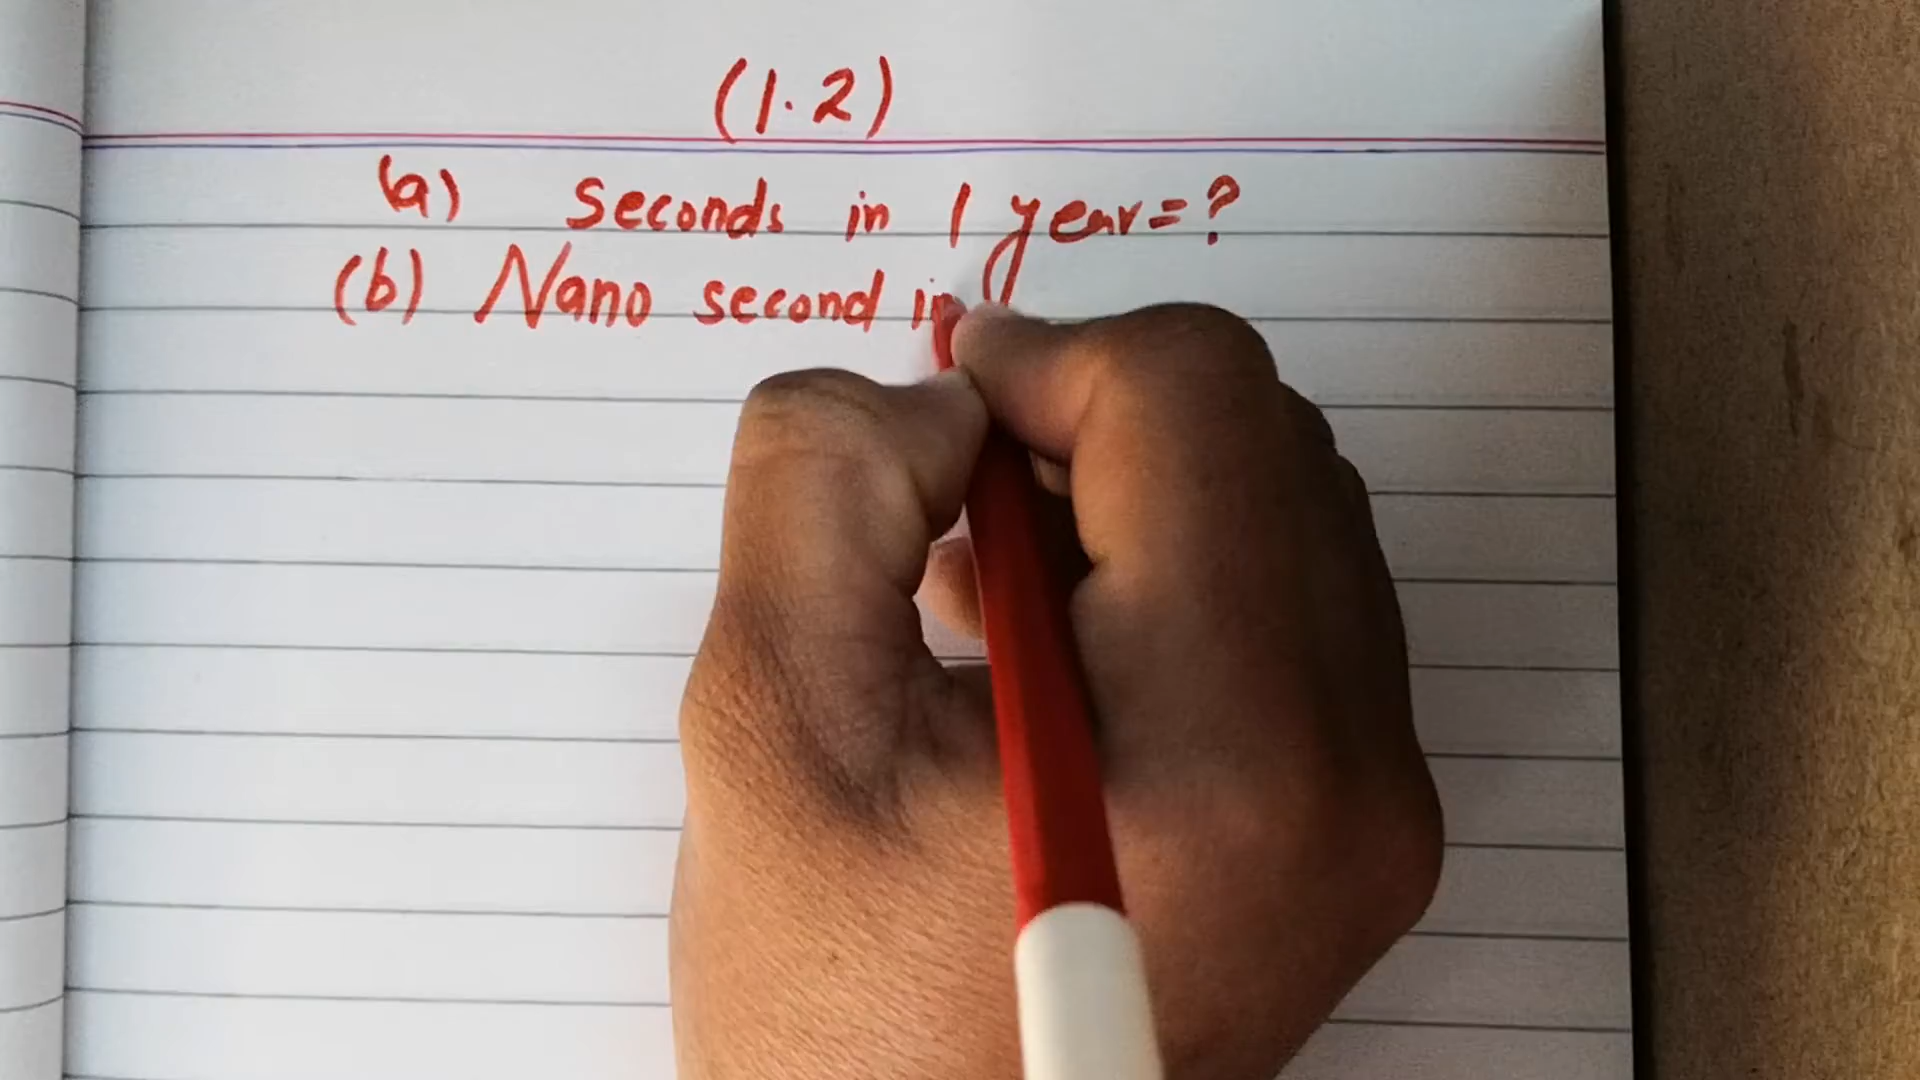 (1.2)
(a) Seconds in 1 year=?
(b) Nano second in